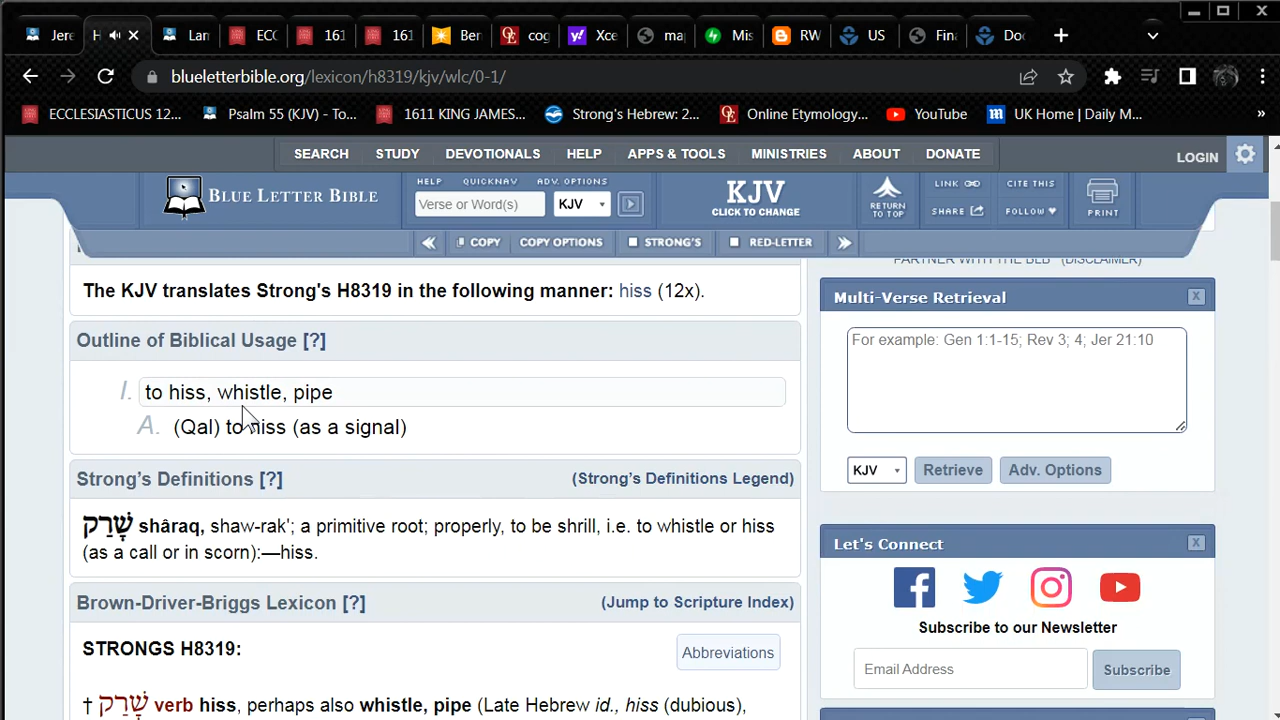 Jere
H
Lam
ECC
161
161
Ben
cog
Xce
ma
Mis
RW
US
Fina
Doc
blueletterbible.org/lexicon/h8319/kjv/wlc/0-1/
ECCLESIASTICUS 12...
Psalm 55 (KJV) - To...
1611 KING JAMES...
Strong's Hebrew: 2...
Online Etymology...
YouTube
UK Home | Daily M...
»
SEARCH STUDY DEVOTIONALS HELP APPS & TOOLS MINISTRIES ABOUT DONATE
LOGIN
BLUE LETTER BIBLE
HELP QUICKNAV ADV. OPTIONS
Verse or Word(s)
KJV
KJV
CLICK TO CHANGE
RETURN
TO TOP
LINK
CITE THIS
SHARE
FOLLOW
PRINT
COPY
COPY OPTIONS
STRONG'S
RED-LETTER
PARTNER WITH THE BLB (DISCLAIMER)
The KJV translates Strong's H8319 in the following manner: hiss (12x).
Outline of Biblical Usage [?]
I. to hiss, whistle, pipe
A. (Qal) to hiss (as a signal)
Strong's Definitions [?]
(Strong's Definitions Legend)
שָׁרַק shâraq, shaw-rak'; a primitive root; properly, to be shrill, i.e. to whistle or hiss
(as a call or in scorn):—hiss.
Brown-Driver-Briggs Lexicon [?]
(Jump to Scripture Index)
STRONGS H8319:
Abbreviations
† שָׁרַק verb hiss, perhaps also whistle, pipe (Late Hebrew id., hiss (dubious),
Multi-Verse Retrieval
X
For example: Gen 1:1-15; Rev 3; 4; Jer 21:10
KJV
Retrieve
Adv. Options
Let's Connect
X
Subscribe to our Newsletter
Email Address
Subscribe